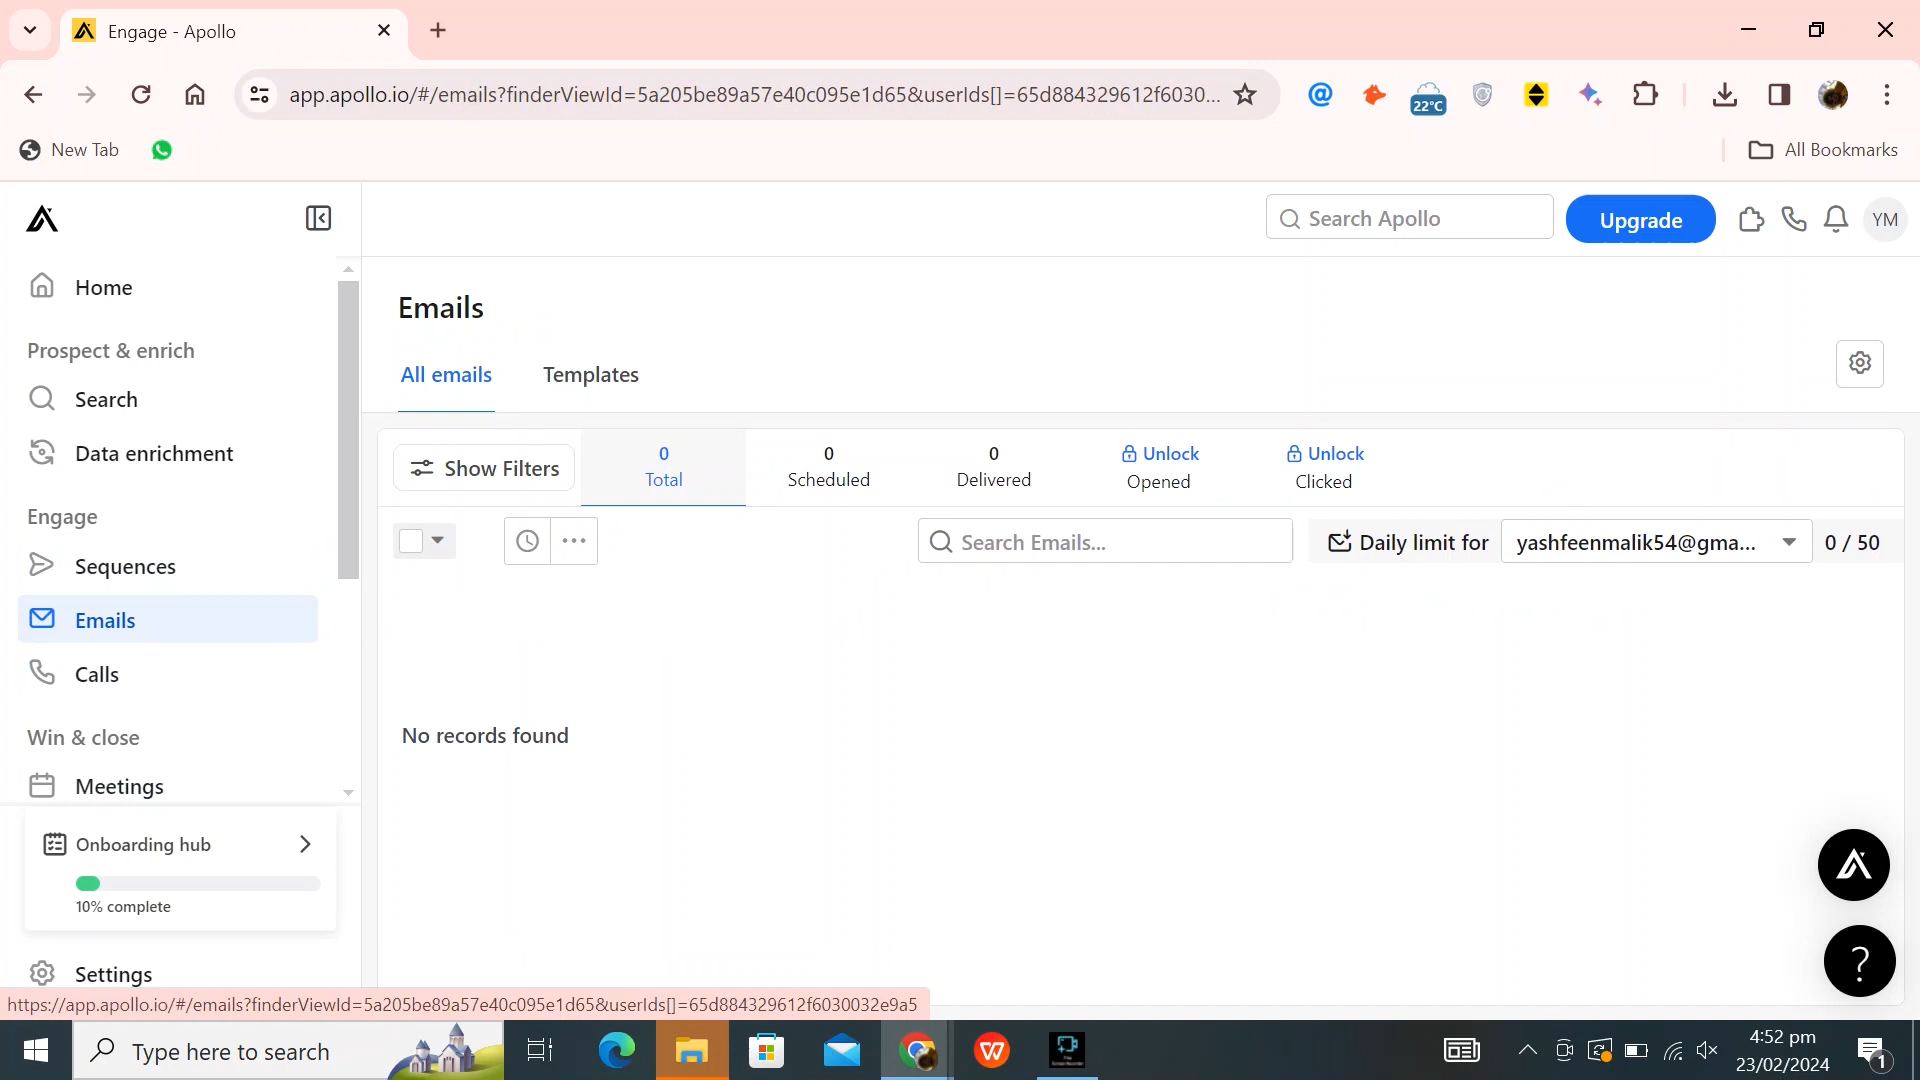 Engage - Apollo
app.apollo.io/#/emails?finderViewId=5a205be89a57e40c095e1d65&userIds[]=65d884329612f6030...
22°C
New Tab
All Bookmarks
Search Apollo
Upgrade
YM
Home
Prospect & enrich
Search
Data enrichment
Engage
Sequences
Emails
Calls
Win & close
Meetings
Onboarding hub
10% complete
Settings
Emails
All emails
Templates
Show Filters
0
Total
0
Scheduled
0
Delivered
Unlock
Opened
Unlock
Clicked
Search Emails...
Daily limit for
yashfeenmalik54@gma...
0 / 50
No records found
?
https://app.apollo.io/#/emails?finderViewId=5a205be89a57e40c095e1d65&userIds[]=65d884329612f6030032e9a5
Type here to search
4:52 pm
23/02/2024
1